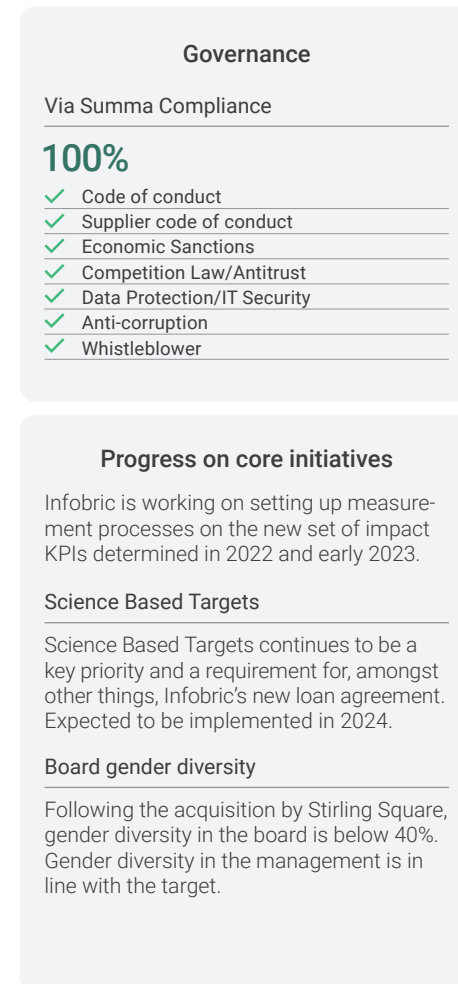 Governance
Via Summa Compliance
100%
Code of conduct
Supplier code of conduct
Economic Sanctions
Competition Law/Antitrust
Data Protection/IT Security
Anti-corruption
Whistleblower
Progress on core initiatives
Infobric is working on setting up measure-
ment processes on the new set of impact
KPIs determined in 2022 and early 2023.
Science Based Targets
Science Based Targets continues to be a
key priority and a requirement for, amongst
other things, Infobric's new loan agreement.
Expected to be implemented in 2024.
Board gender diversity
Following the acquisition by Stirling Square,
gender diversity in the board is below 40%.
Gender diversity in the management is in
line with the target.